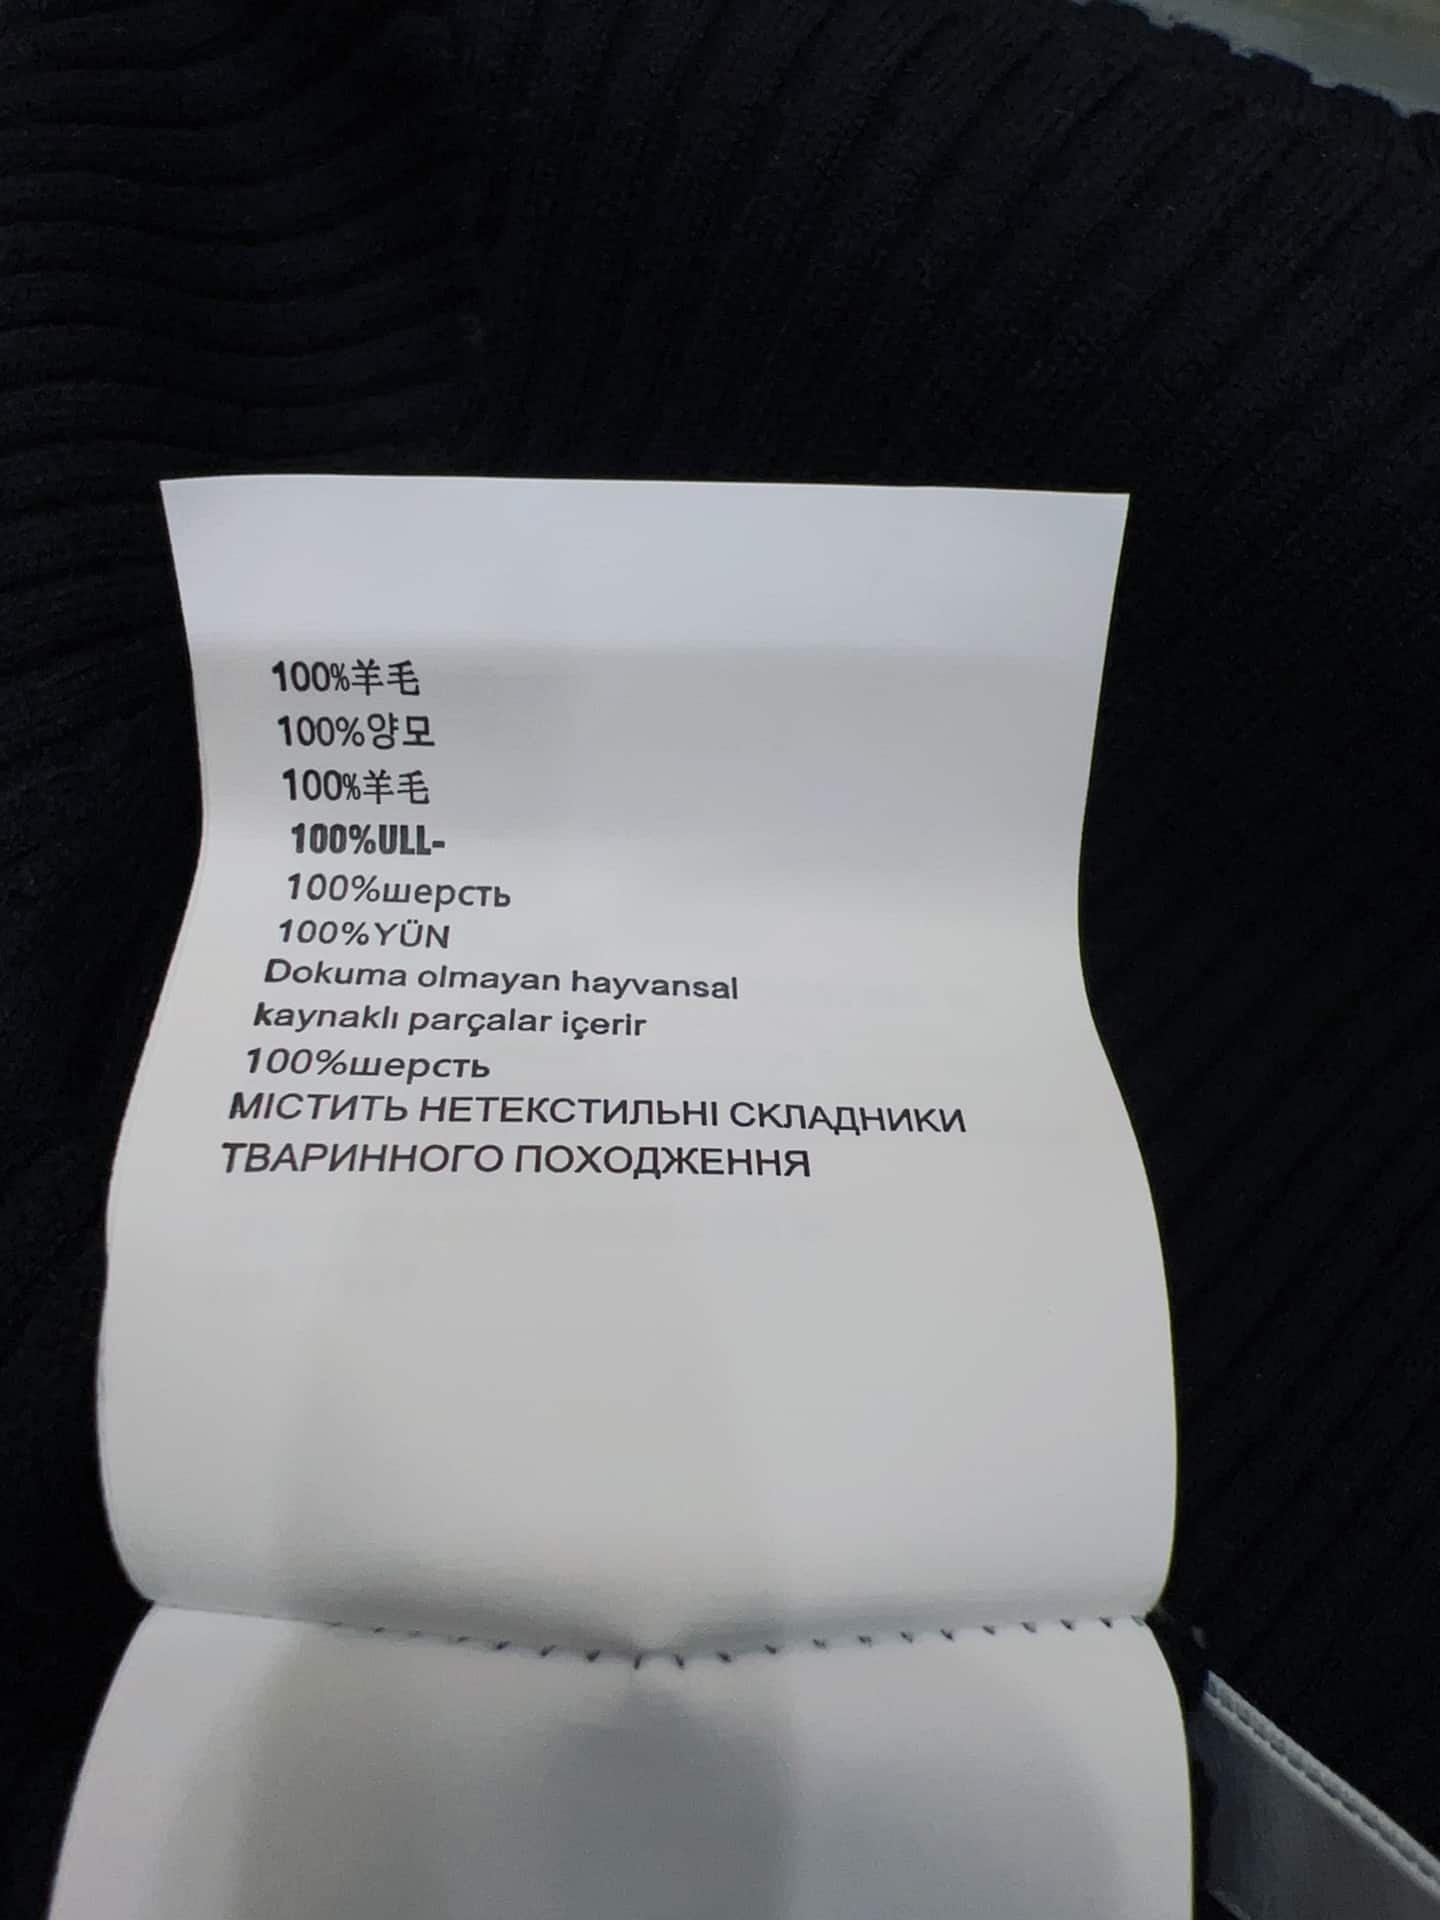 100%羊毛
100%양모
100%羊毛
100%ULL-
100%шерсть
100%YÜN
Dokuma olmayan hayvansal
kaynaklı parçalar içerir
100%шерсть
МІСТИТЬ НЕТЕКСТИЛЬНІ СКЛАДНИКИ
ТВАРИННОГО ПОХОДЖЕННЯ